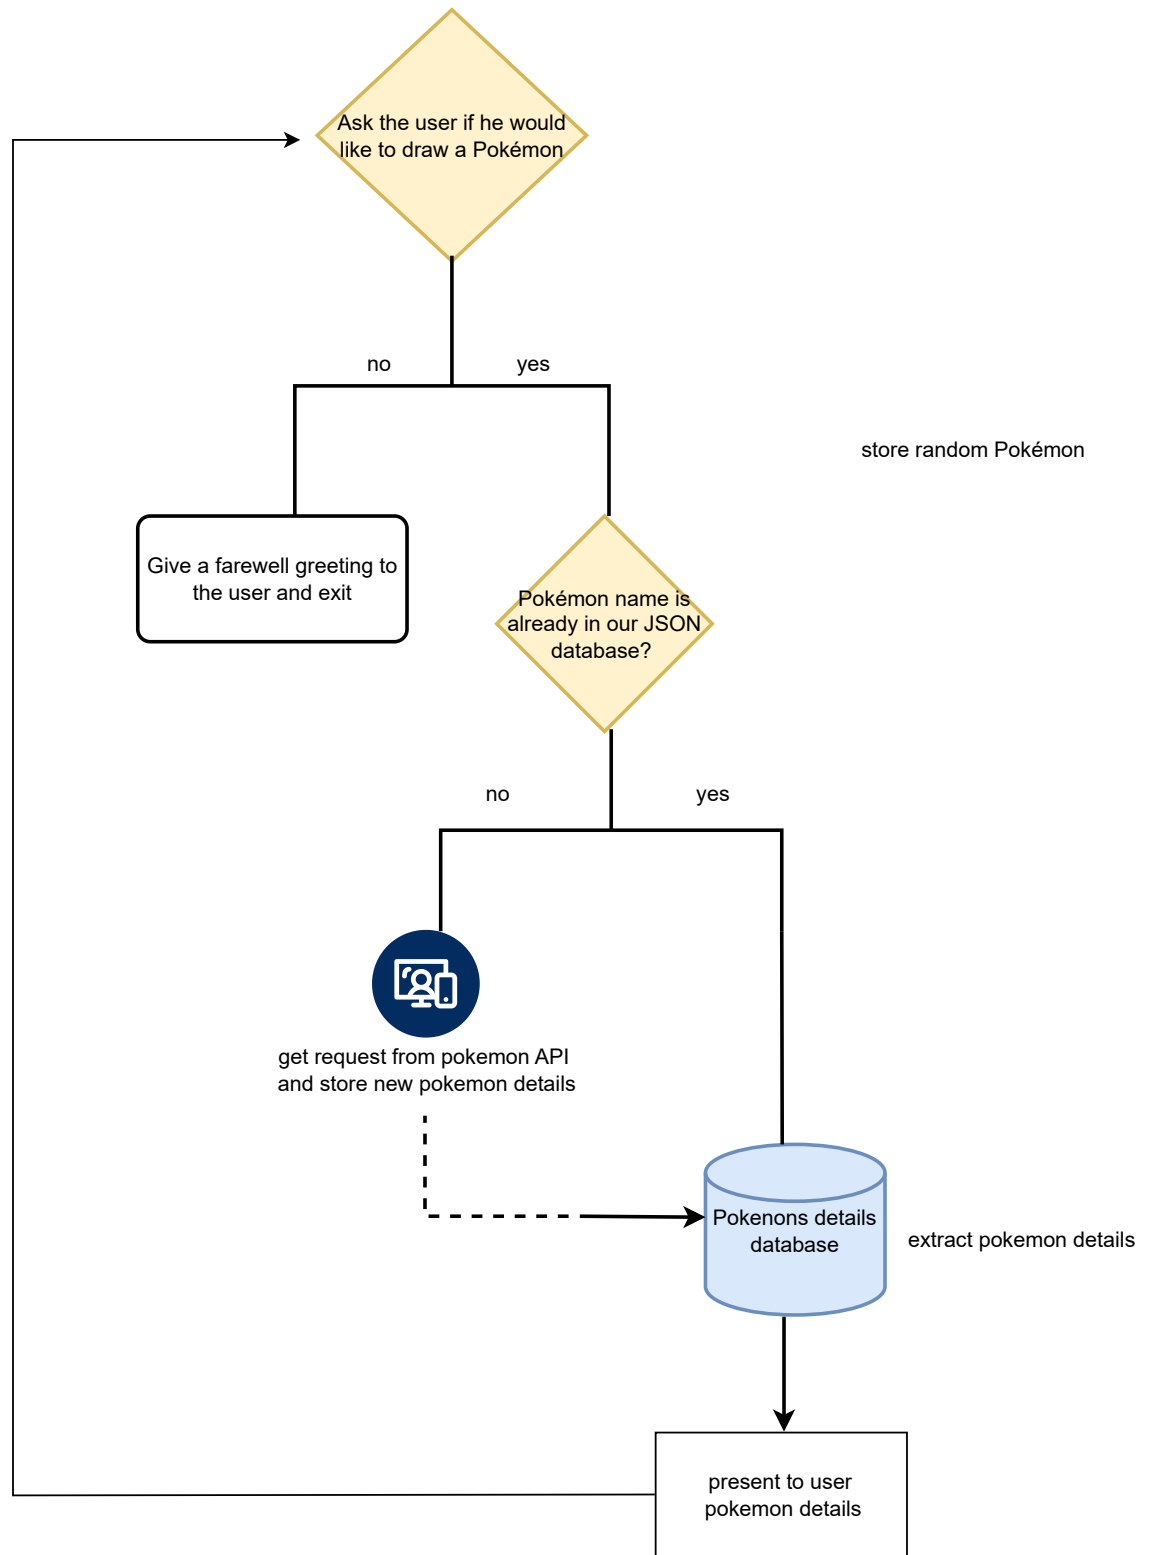 Ask the user if he would
like to draw a Pokémon
no
yes
store random Pokémon
Give a farewell greeting to
the user and exit
Pokémon name is
already in our JSON
database?
no
yes
get request from pokemon API
and store new pokemon details
Pokenons details
database
extract pokemon details
present to user
pokemon details